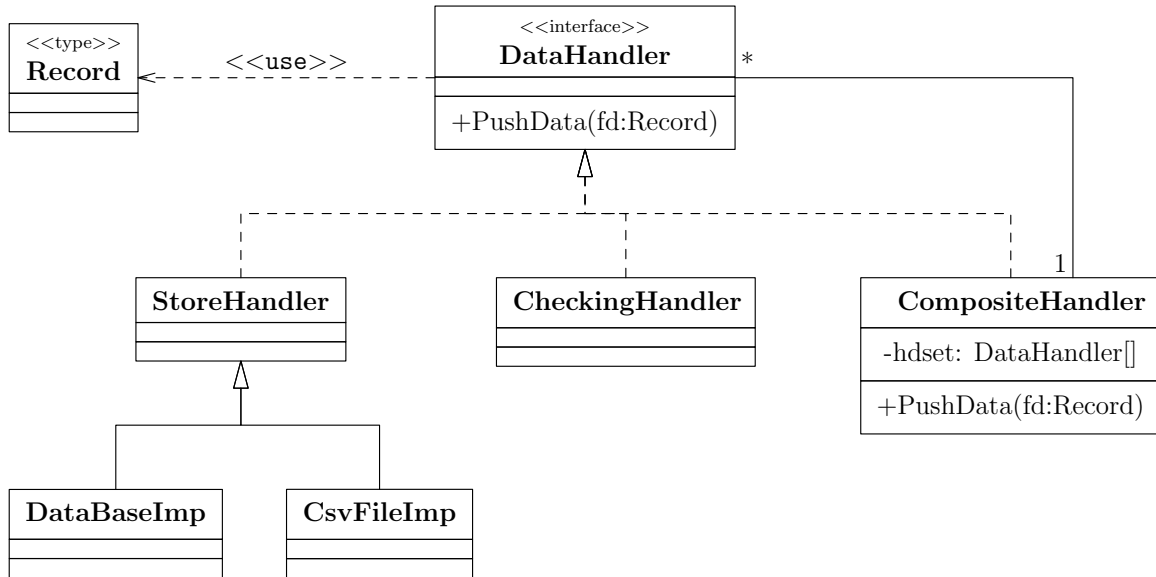 <<type>>
Record
<<use>>
<<interface>>
DataHandler
+PushData(fd:Record)
*
1
StoreHandler
CheckingHandler
CompositeHandler
-hdset: DataHandler[]
+PushData(fd:Record)
DataBaseImp
CsvFileImp